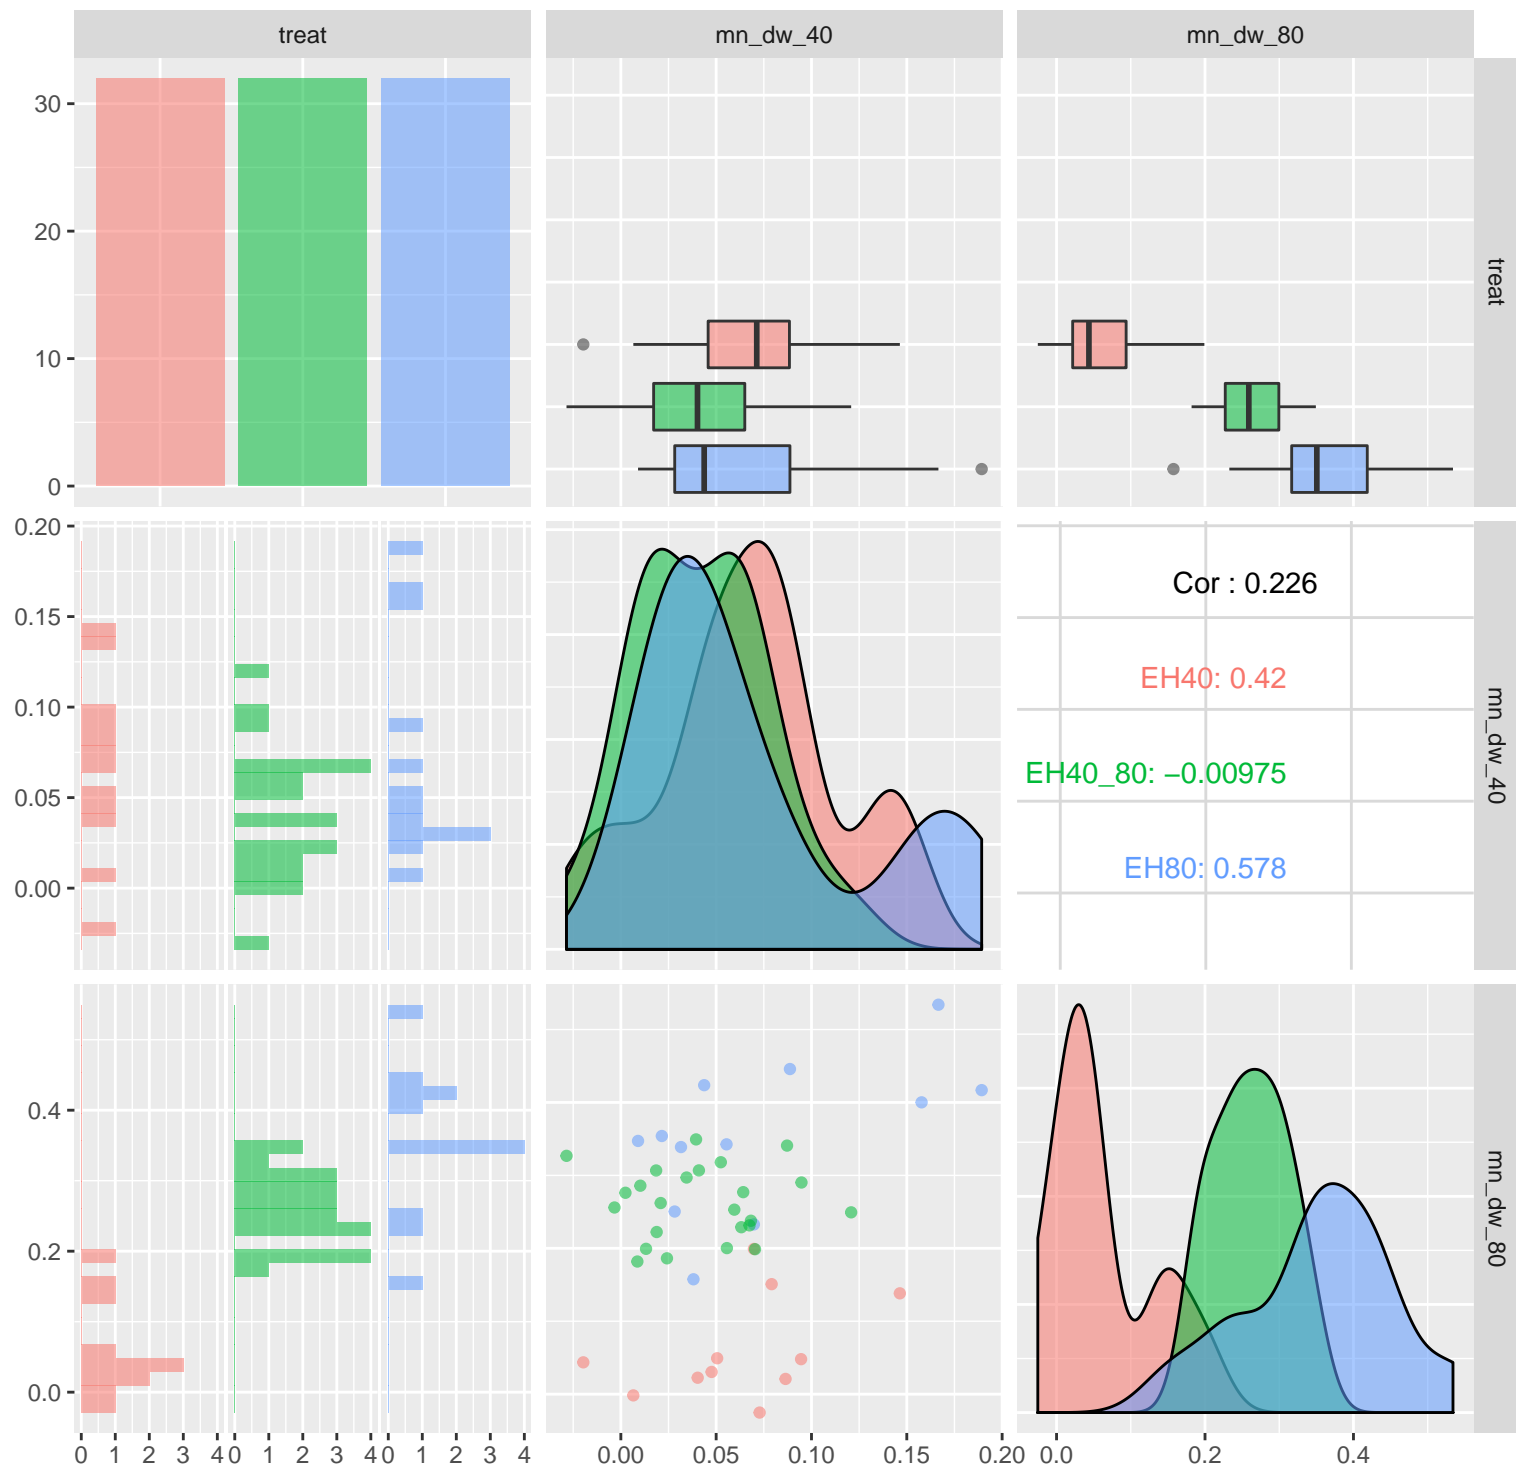 treat
mn_dw_40
mn_dw_80
30
20
10
0
treat
0.20
0.15
0.10
0.05
0.00
Cor : 0.226
EH40: 0.42
EH40_80: −0.00975
EH80: 0.578
mn_dw_40
0.4
0.2
0.0
mn_dw_80
0 1 2 3 4 0 1 2 3 4 0 1 2 3 4
0.00 0.05 0.10 0.15 0.20
0.0 0.2 0.4